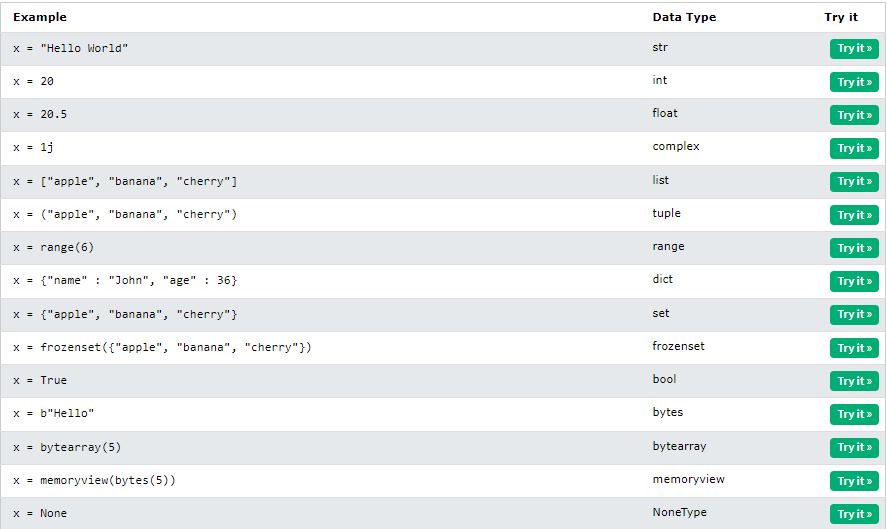 Example Data Type Try it
x = "Hello World" str Try it »
x = 20 int Try it »
x = 20.5 float Try it »
x = 1j complex Try it »
x = ["apple", "banana", "cherry"] list Try it »
x = ("apple", "banana", "cherry") tuple Try it »
x = range(6) range Try it »
x = {"name" : "John", "age" : 36} dict Try it »
x = {"apple", "banana", "cherry"} set Try it »
x = frozenset({"apple", "banana", "cherry"}) frozenset Try it »
x = True bool Try it »
x = b"Hello" bytes Try it »
x = bytearray(5) bytearray Try it »
x = memoryview(bytes(5)) memoryview Try it »
x = None NoneType Try it »